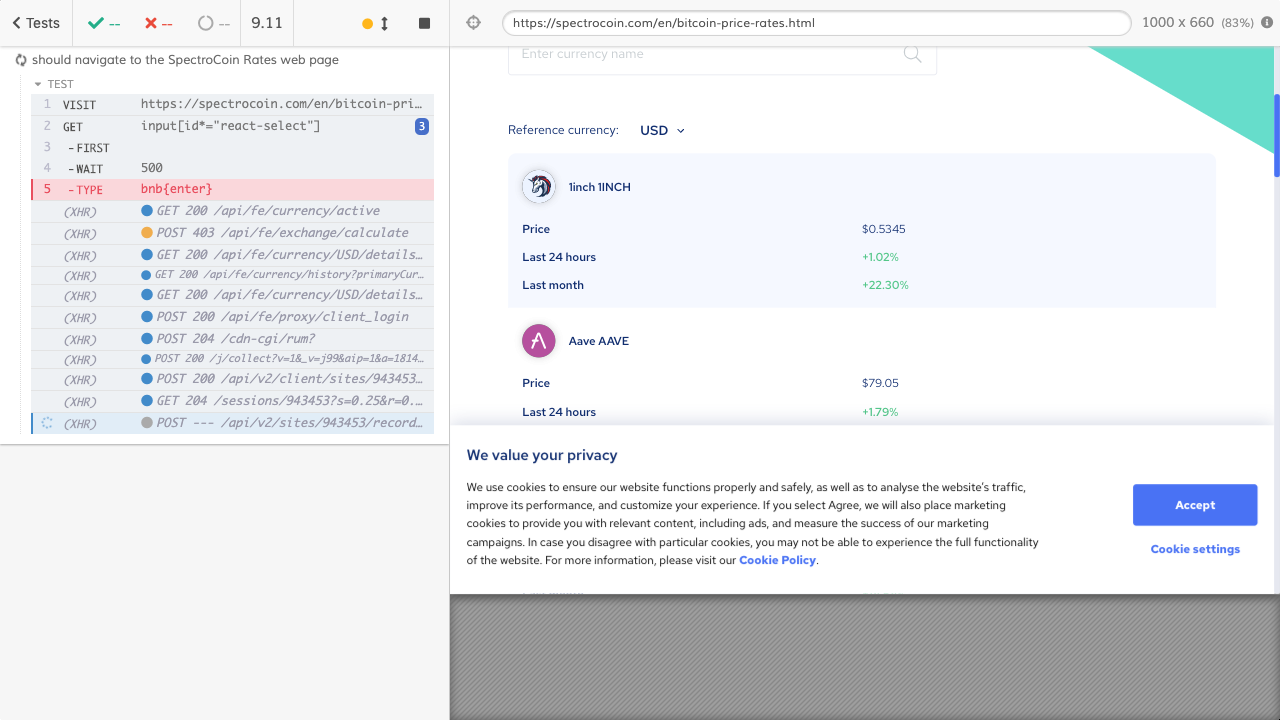 Tests
--
--
--
9.11
https://spectrocoin.com/en/bitcoin-price-rates.html
1000 x 660 (83%)
should navigate to the SpectroCoin Rates web page
TEST
1 VISIT https://spectrocoin.com/en/bitcoin-pri...
2 GET input[id*="react-select"] 3
3 -FIRST
4 -WAIT 500
5 -TYPE bnb{enter}
(XHR) GET 200 /api/fe/currency/active
(XHR) POST 403 /api/fe/exchange/calculate
(XHR) GET 200 /api/fe/currency/USD/details...
(XHR) GET 200 /api/fe/currency/history?primaryCur...
(XHR) GET 200 /api/fe/currency/USD/details...
(XHR) POST 200 /api/fe/proxy/client_login
(XHR) POST 204 /cdn-cgi/rum?
(XHR) POST 200 /j/collect?v=1&_v=j99&aip=1&a=1814...
(XHR) POST 200 /api/v2/client/sites/943453...
(XHR) GET 204 /sessions/943453?s=0.25&r=0....
(XHR) POST --- /api/v2/sites/943453/record...
Enter currency name
Reference currency: USD
1inch 1INCH
Price $0.5345
Last 24 hours +1.02%
Last month +22.30%
Aave AAVE
Price $79.05
Last 24 hours +1.79%
We value your privacy
We use cookies to ensure our website functions properly and safely, as well as to analyse the website's traffic,
improve its performance, and customize your experience. If you select Agree, we will also place marketing
cookies to provide you with relevant content, including ads, and measure the success of our marketing
campaigns. In case you disagree with particular cookies, you may not be able to experience the full functionality
of the website. For more information, please visit our Cookie Policy.
Accept
Cookie settings